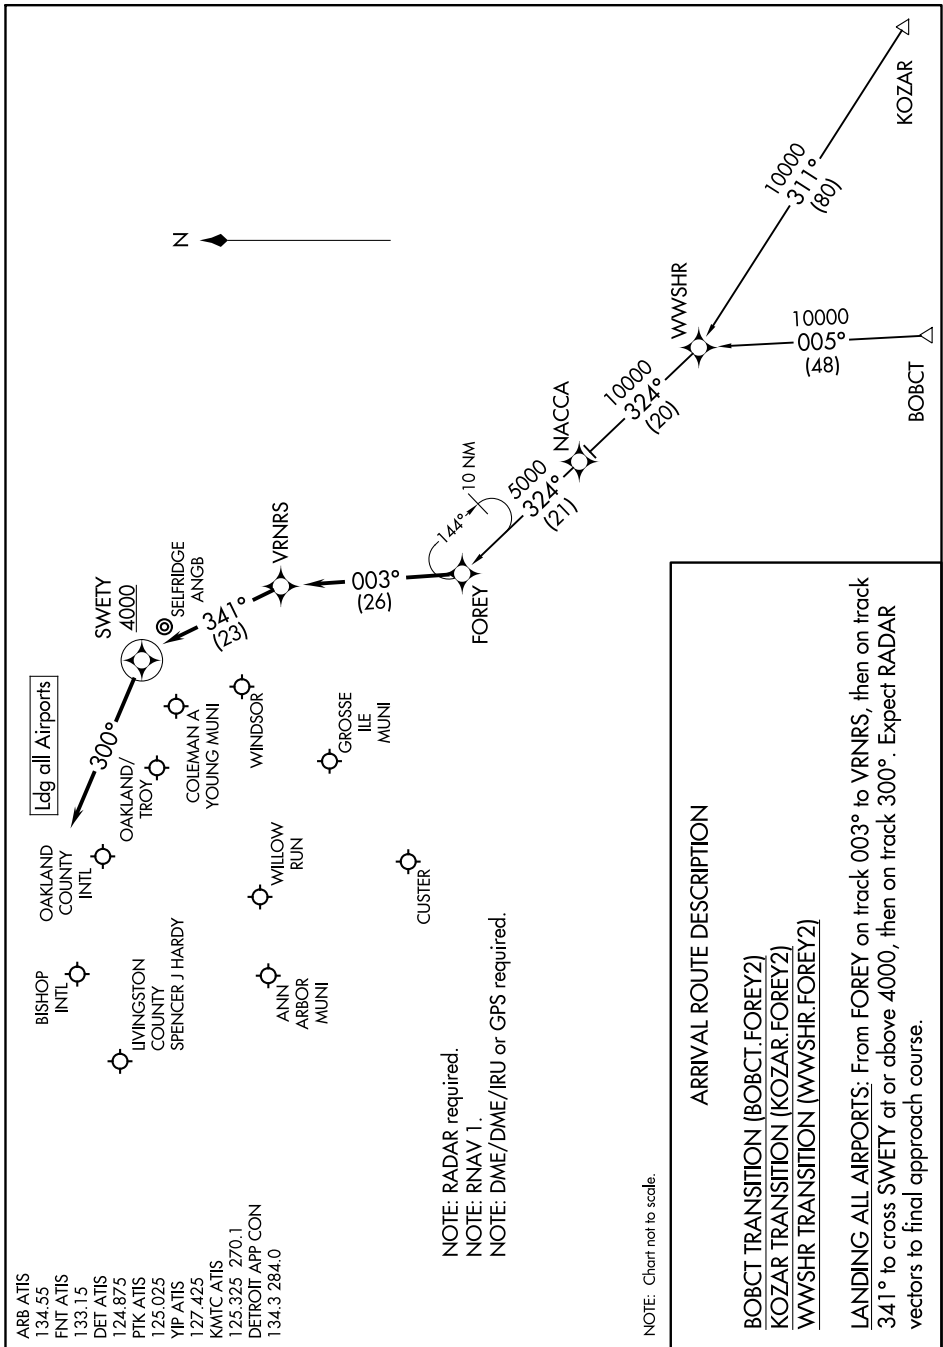 ARB ATIS
134.55
FNT ATIS
133.15
DET ATIS
124.875
PTK ATIS
125.025
YIP ATIS
127.425
KMTC ATIS
125.325 270.1
DETROIT APP CON
134.3 284.0
Ldg all Airports
SWETY
4000
300°
SELFRIDGE
ANGB
341°
(23)
VRNRS
003°
(26)
FOREY
144°
10 NM
5000
324°
(21)
NACCA
10000
324°
(20)
WWSHR
10000
311°
(80)
KOZAR
10000
005°
(48)
BOBCT
N
OAKLAND
COUNTY
INTL
OAKLAND/
TROY
COLEMAN A
YOUNG MUNI
WINDSOR
GROSSE
ILE
MUNI
WILLOW
RUN
CUSTER
BISHOP
INTL
LIVINGSTON
COUNTY
SPENCER J HARDY
ANN
ARBOR
MUNI
NOTE: RADAR required.
NOTE: RNAV 1.
NOTE: DME/DME/IRU or GPS required.
NOTE: Chart not to scale.
ARRIVAL ROUTE DESCRIPTION
BOBCT TRANSITION (BOBCT.FOREY2)
KOZAR TRANSITION (KOZAR.FOREY2)
WWSHR TRANSITION (WWSHR.FOREY2)
LANDING ALL AIRPORTS: From FOREY on track 003° to VRNRS, then on track
341° to cross SWETY at or above 4000, then on track 300°. Expect RADAR
vectors to final approach course.